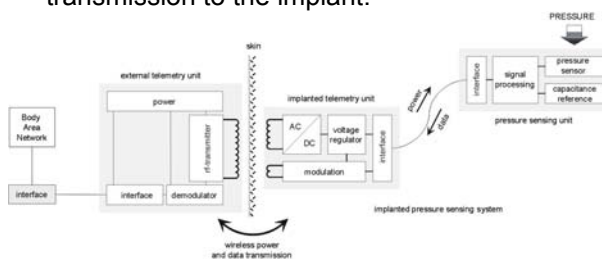 transmission to the implant.
PRESSURE
skin
external telemetry unit
implanted telemetry unit
power
Body
Area
Network
interface
interface
demodulator
rf-transmitter
AC
DC
voltage
regulator
modulation
interface
power
data
interface
signal
processing
pressure
sensor
capacitance
reference
pressure sensing unit
implanted pressure sensing system
wireless power
and data transmission